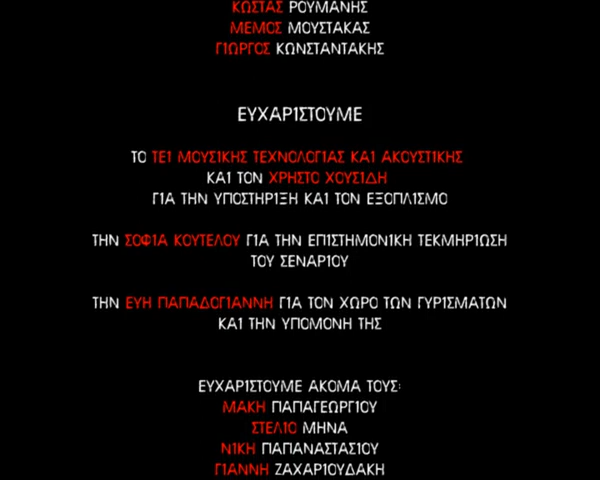 ΚΩΣΤΑΣ ΡΟΥΜΑΝΗΣ
ΜΕΜΟΣ ΜΟΥΣΤΑΚΑΣ
ΓΙΩΡΓΟΣ ΚΩΝΣΤΑΝΤΑΚΗΣ
ΕΥΧΑΡΙΣΤΟΥΜΕ
ΤΟ ΤΕΙ ΜΟΥΣΙΚΗΣ ΤΕΧΝΟΛΟΓΙΑΣ ΚΑΙ ΑΚΟΥΣΤΙΚΗΣ
ΚΑΙ ΤΟΝ ΧΡΗΣΤΟ ΧΟΥΣΙΔΗ
ΓΙΑ ΤΗΝ ΥΠΟΣΤΗΡΙΞΗ ΚΑΙ ΤΟΝ ΕΞΟΠΛΙΣΜΟ
ΤΗΝ ΣΟΦΙΑ ΚΟΥΤΕΛΟΥ ΓΙΑ ΤΗΝ ΕΠΙΣΤΗΜΟΝΙΚΗ ΤΕΚΜΗΡΙΩΣΗ
ΤΟΥ ΣΕΝΑΡΙΟΥ
ΤΗΝ ΕΥΗ ΠΑΠΑΔΟΓΙΑΝΝΗ ΓΙΑ ΤΟΝ ΧΩΡΟ ΤΩΝ ΓΥΡΙΣΜΑΤΩΝ
ΚΑΙ ΤΗΝ ΥΠΟΜΟΝΗ ΤΗΣ
ΕΥΧΑΡΙΣΤΟΥΜΕ ΑΚΟΜΑ ΤΟΥΣ:
ΜΑΚΗ ΠΑΠΑΓΕΩΡΓΙΟΥ
ΣΤΕΛΙΟ ΜΗΝΑ
ΝΙΚΗ ΠΑΠΑΝΑΣΤΑΣΙΟΥ
ΓΙΑΝΝΗ ΖΑΧΑΡΙΟΥΔΑΚΗ